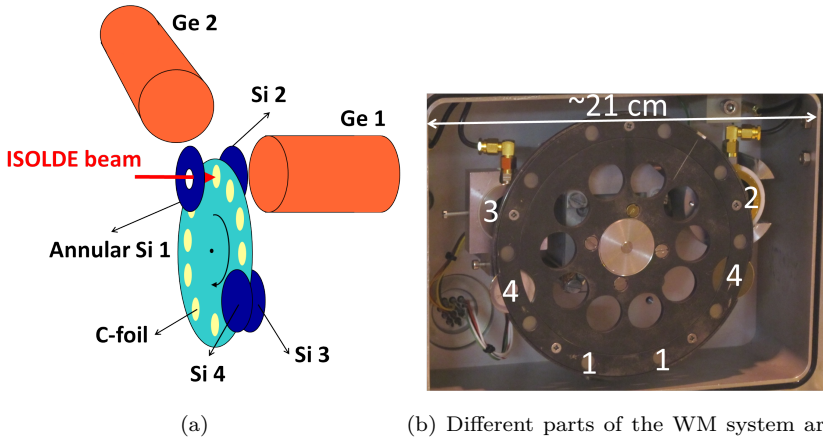 Ge 2
Si 2
Ge 1
ISOLDE beam
Annular Si 1
C-foil
Si 4
Si 3
(a)
~21 cm
3
2
4
4
1
1
(b) Different parts of the WM system ar